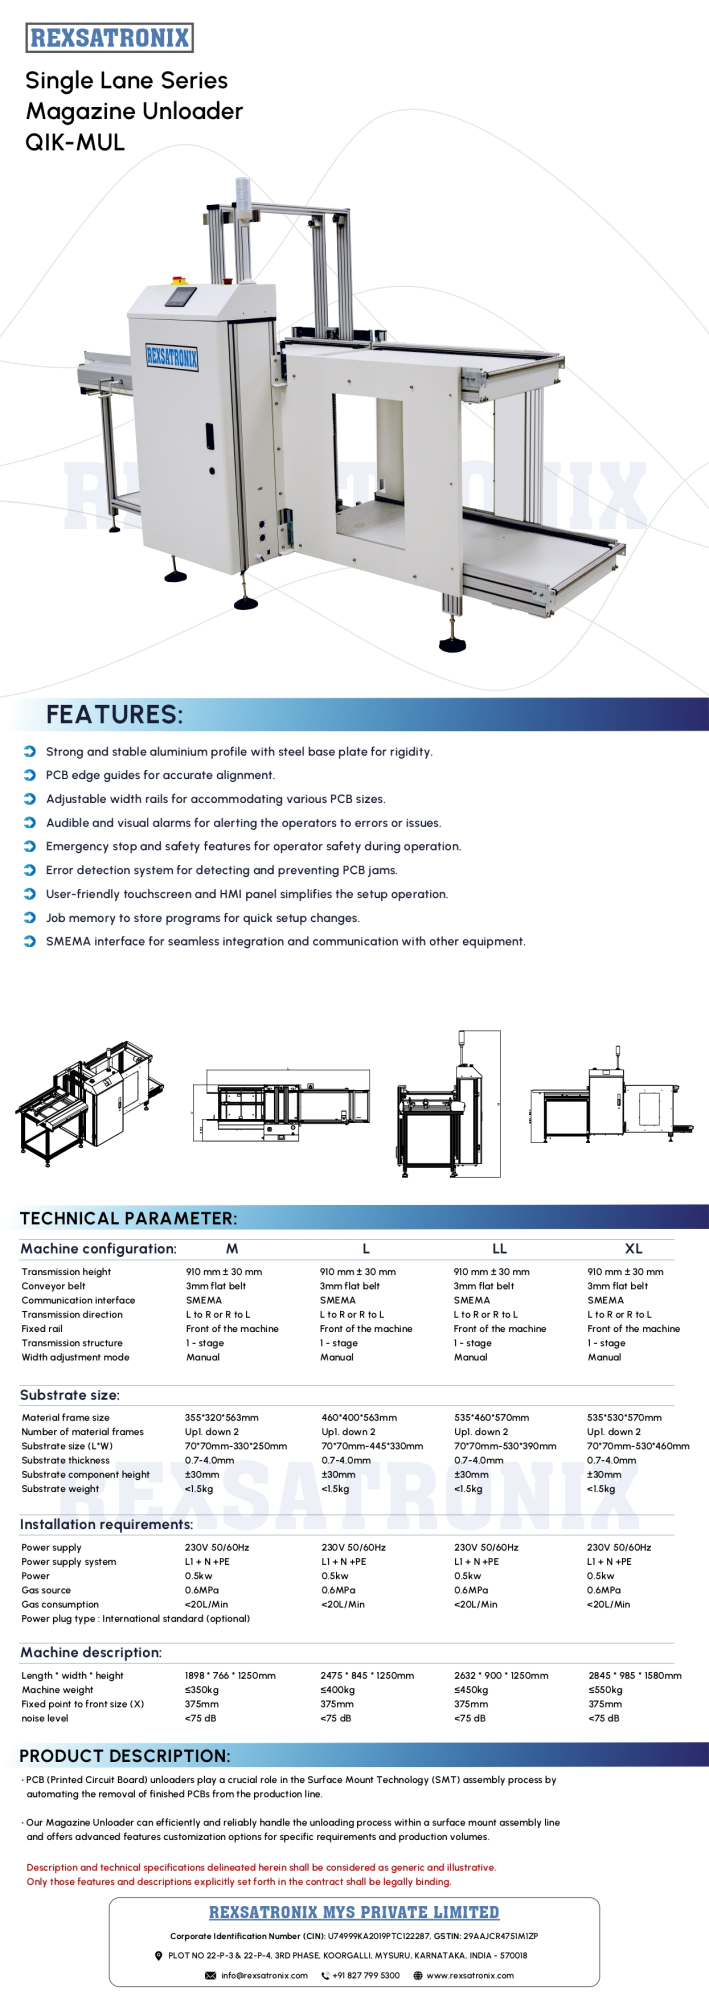 REXSATRONIX
Single Lane Series
Magazine Unloader
QIK-MUL
REXSATRONIX
REXSATRONIX
FEATURES:
Strong and stable aluminium profile with steel base plate for rigidity.
PCB edge guides for accurate alignment.
Adjustable width rails for accommodating various PCB sizes.
Audible and visual alarms for alerting the operators to errors or issues.
Emergency stop and safety features for operator safety during operation.
Error detection system for detecting and preventing PCB jams.
User-friendly touchscreen and HMI panel simplifies the setup operation.
Job memory to store programs for quick setup changes.
SMEMA interface for seamless integration and communication with other equipment.
TECHNICAL PARAMETER:
Machine configuration: M L LL XL
Transmission height 910 mm ± 30 mm 910 mm ± 30 mm 910 mm ± 30 mm 910 mm ± 30 mm
Conveyor belt 3mm flat belt 3mm flat belt 3mm flat belt 3mm flat belt
Communication interface SMEMA SMEMA SMEMA SMEMA
Transmission direction L to R or R to L L to R or R to L L to R or R to L L to R or R to L
Fixed rail Front of the machine Front of the machine Front of the machine Front of the machine
Transmission structure 1 - stage 1 - stage 1 - stage 1 - stage
Width adjustment mode Manual Manual Manual Manual
Substrate size:
Material frame size 355*320*563mm 460*400*563mm 535*460*570mm 535*530*570mm
Number of material frames Up1. down 2 Up1. down 2 Up1. down 2 Up1. down 2
Substrate size (L*W) 70*70mm-330*250mm 70*70mm-445*330mm 70*70mm-530*390mm 70*70mm-530*460mm
Substrate thickness 0.7-4.0mm 0.7-4.0mm 0.7-4.0mm 0.7-4.0mm
Substrate component height ±30mm ±30mm ±30mm ±30mm
Substrate weight <1.5kg <1.5kg <1.5kg <1.5kg
REXSATRONIX
Installation requirements:
Power supply 230V 50/60Hz 230V 50/60Hz 230V 50/60Hz 230V 50/60Hz
Power supply system L1 + N +PE L1 + N +PE L1 + N +PE L1 + N +PE
Power 0.5kw 0.5kw 0.5kw 0.5kw
Gas source 0.6MPa 0.6MPa 0.6MPa 0.6MPa
Gas consumption <20L/Min <20L/Min <20L/Min <20L/Min
Power plug type : International standard (optional)
Machine description:
Length * width * height 1898 * 766 * 1250mm 2475 * 845 * 1250mm 2632 * 900 * 1250mm 2845 * 985 * 1580mm
Machine weight ≤350kg ≤400kg ≤450kg ≤550kg
Fixed point to front size (X) 375mm 375mm 375mm 375mm
noise level <75 dB <75 dB <75 dB <75 dB
PRODUCT DESCRIPTION:
· PCB (Printed Circuit Board) unloaders play a crucial role in the Surface Mount Technology (SMT) assembly process by
automating the removal of finished PCBs from the production line.
· Our Magazine Unloader can efficiently and reliably handle the unloading process within a surface mount assembly line
and offers advanced features customization options for specific requirements and production volumes.
Description and technical specifications delineated herein shall be considered as generic and illustrative.
Only those features and descriptions explicitly set forth in the contract shall be legally binding.
REXSATRONIX MYS PRIVATE LIMITED
Corporate Identification Number (CIN): U74999KA2019PTC122287, GSTIN: 29AAJCR4751M1ZP
PLOT NO 22-P-3 & 22-P-4, 3RD PHASE, KOORGALLI, MYSURU, KARNATAKA, INDIA - 570018
info@rexsatronix.com +91 827 799 5300 www.rexsatronix.com